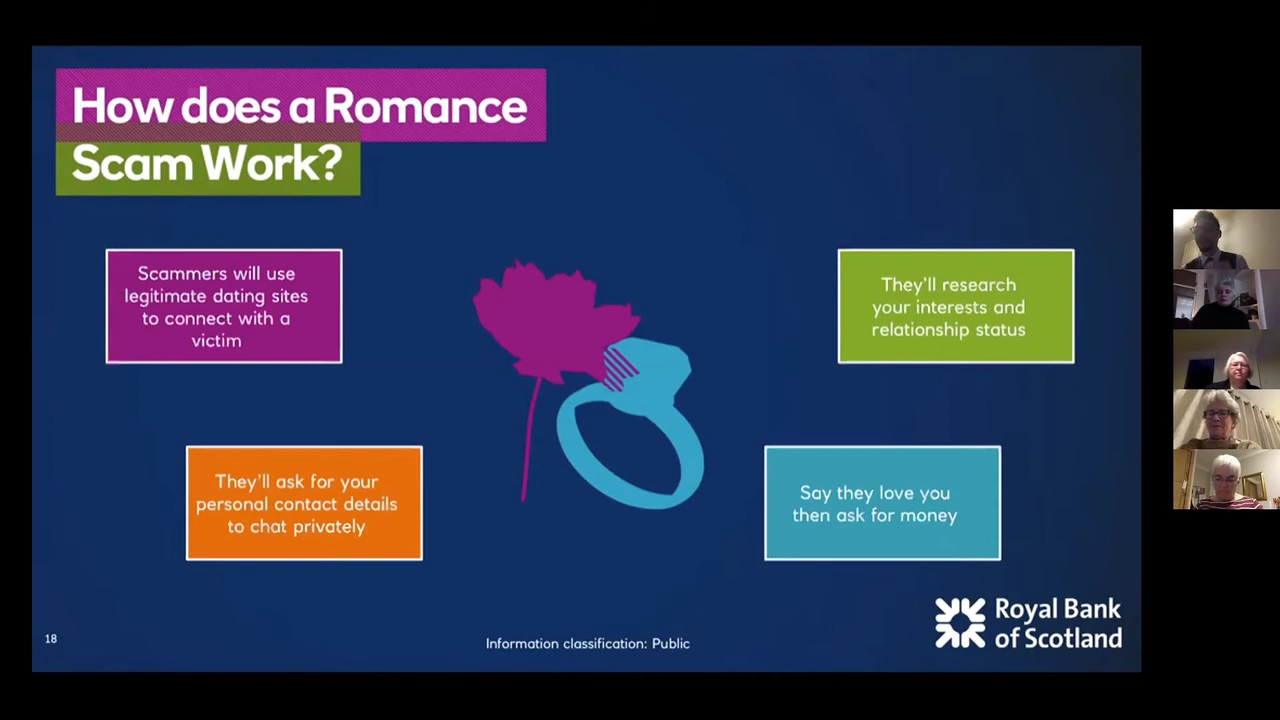 How does a Romance
Scam Work?
Scammers will use
legitimate dating sites
to connect with a
victim
They'll research
your interests and
relationship status
They'll ask for your
personal contact details
to chat privately
Say they love you
then ask for money
18
Information classification: Public
Royal Bank
of Scotland